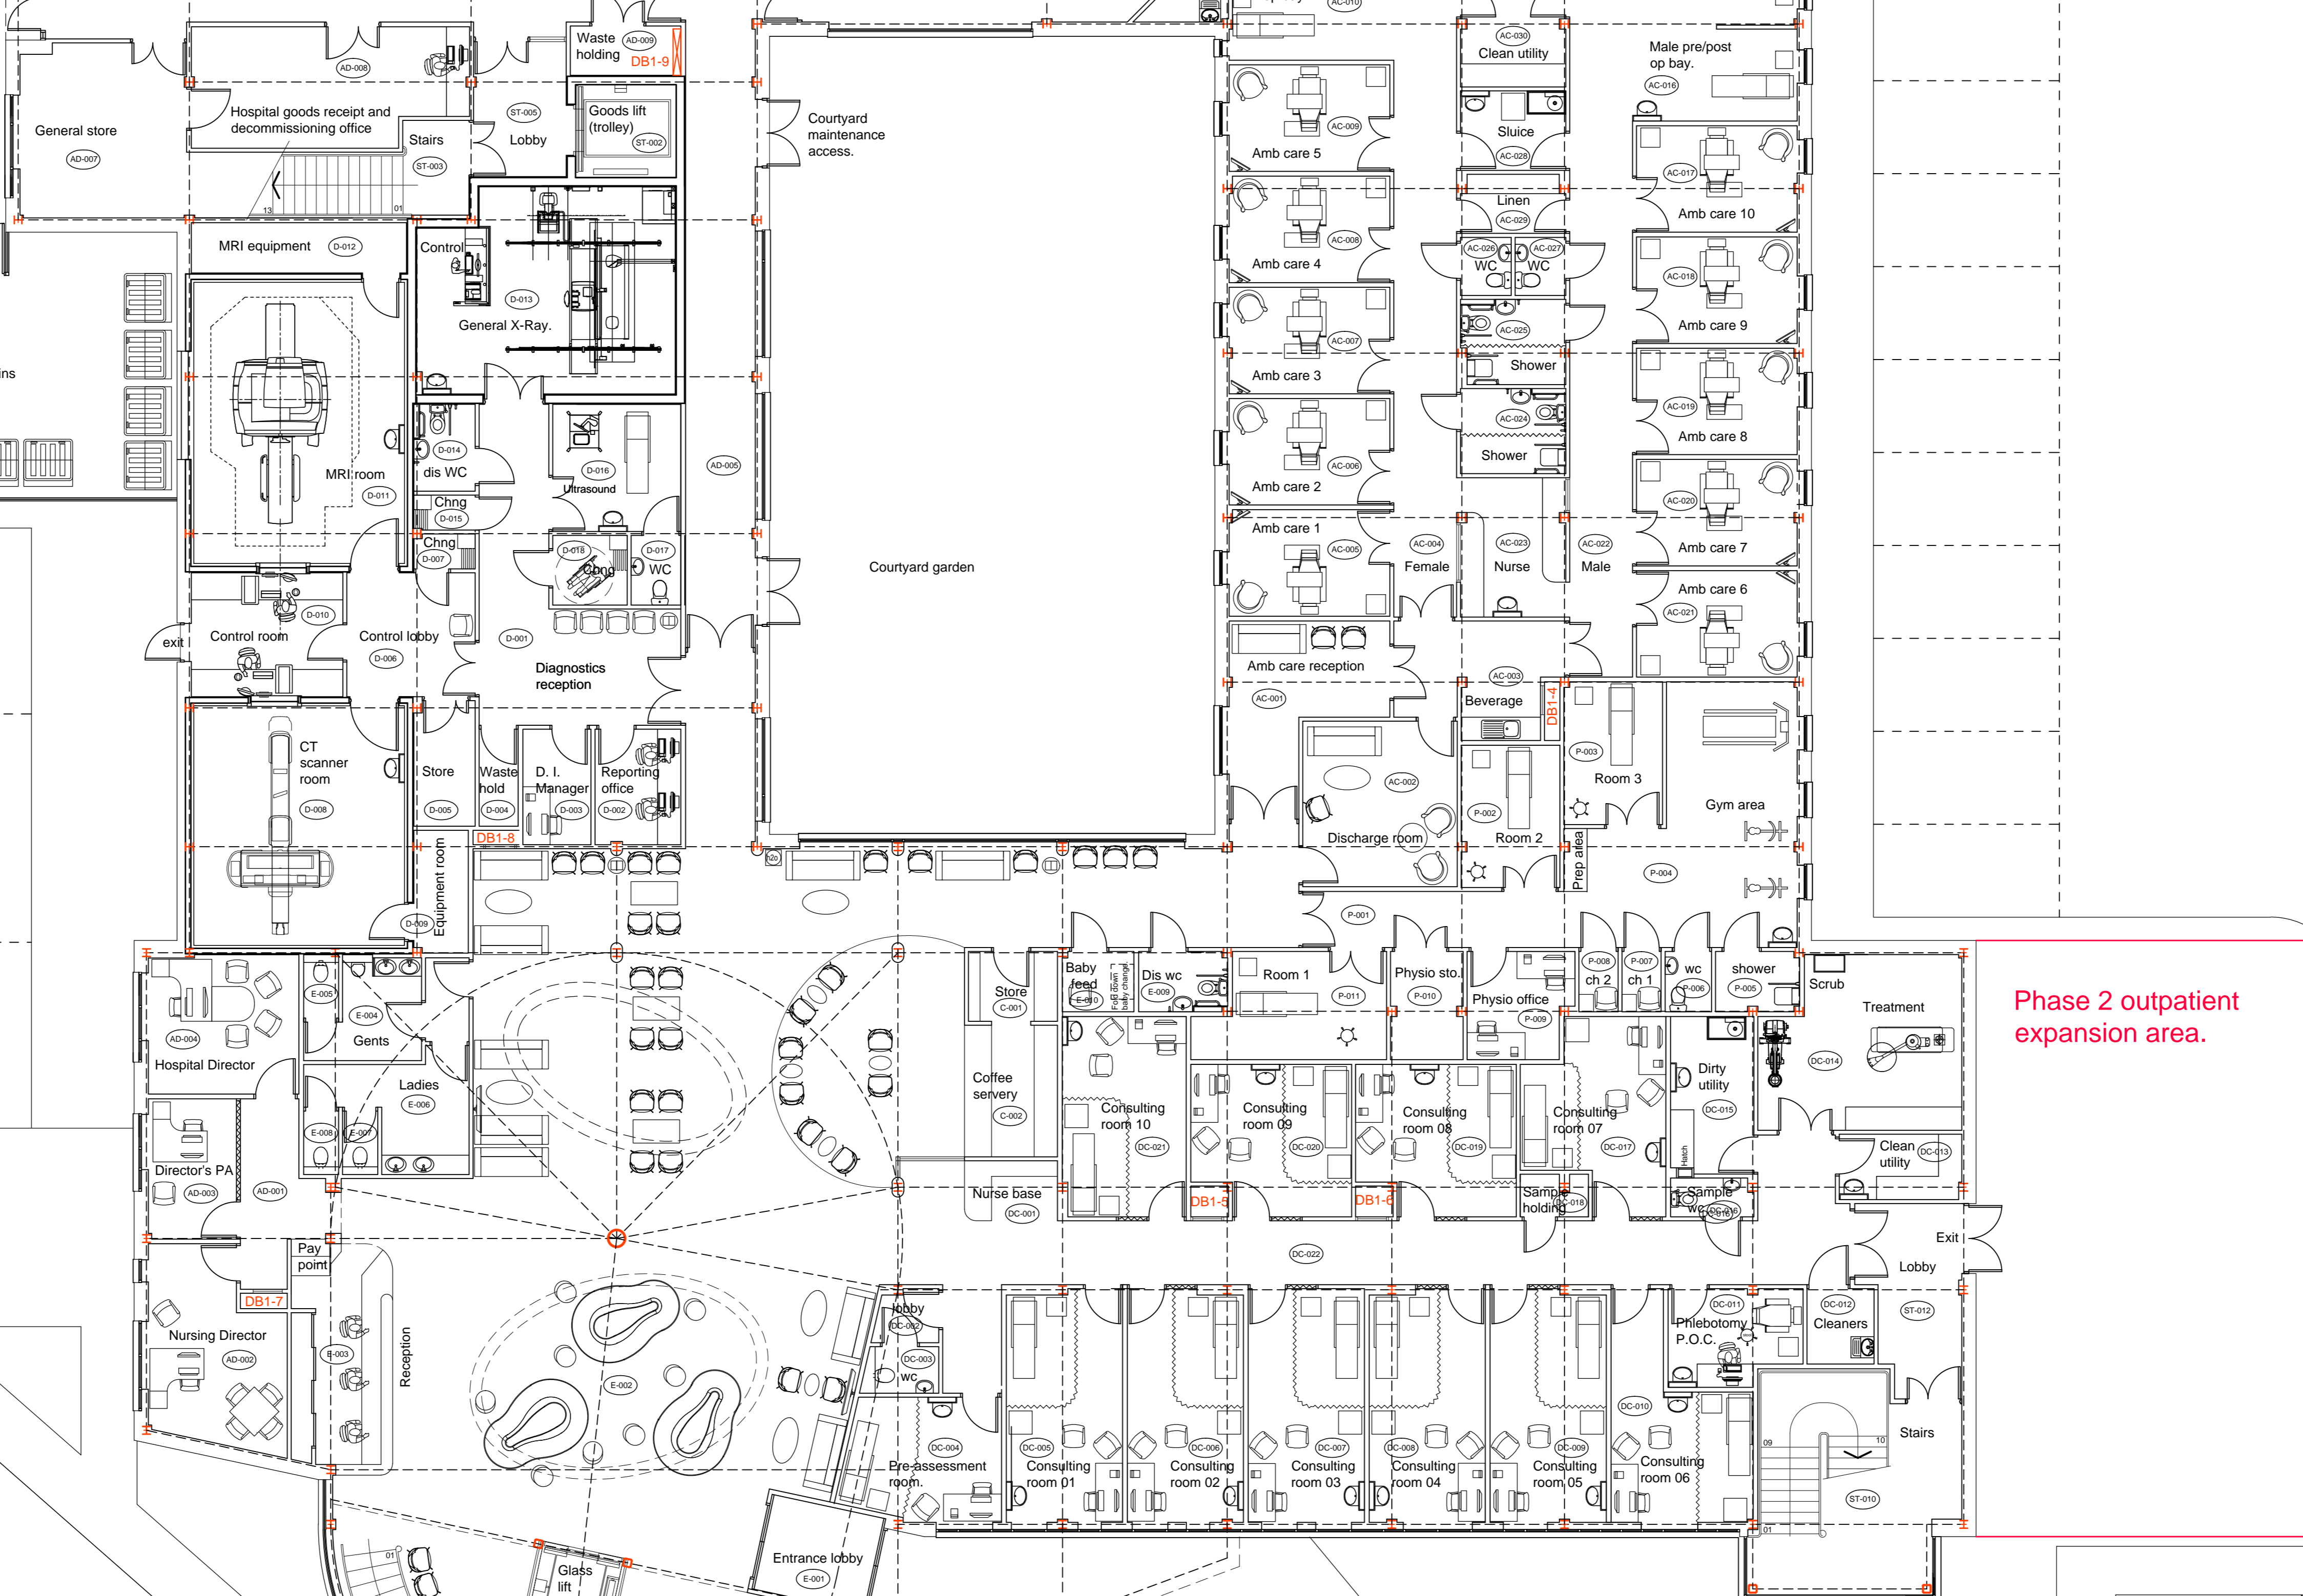 Waste
holding
AD-009
DB1-9
AD-008
Hospital goods receipt and
decommissioning office
General store
AD-007
Stairs
ST-003
13
01
ST-005
Lobby
Goods lift
(trolley)
ST-002
MRI equipment
D-012
Control
D-013
General X-Ray.
MRI room
D-011
D-014
dis WC
Chng
D-015
Chng
D-007
D-016
Ultrasound
D-018
Chng
D-017
WC
AD-005
D-010
Control room
exit
Control lobby
D-006
D-001
Diagnostics
reception
CT
scanner
room
D-008
Store
D-005
Waste
hold
D-004
D. I.
Manager
D-003
Reporting
office
D-002
DB1-8
Equipment room
D-009
Courtyard
maintenance
access.
Courtyard garden
h2o
AC-010
AC-030
Clean utility
Male pre/post
op bay.
AC-016
AC-009
Amb care 5
AC-008
Amb care 4
AC-007
Amb care 3
AC-006
Amb care 2
Amb care 1
AC-005
Sluice
AC-028
Linen
AC-029
AC-026
WC
AC-027
WC
AC-025
Shower
AC-024
Shower
AC-017
Amb care 10
AC-018
Amb care 9
AC-019
Amb care 8
AC-020
Amb care 7
Amb care 6
AC-021
AC-004
Female
AC-023
Nurse
AC-022
Male
Amb care reception
AC-001
AC-003
Beverage
DB1-4
AC-002
Discharge room
P-002
Room 2
P-003
Room 3
Prep area
Gym area
P-004
P-001
Baby
feed
E-010
Fold down
baby change.
Dis wc
E-009
Room 1
P-011
Physio sto.
P-010
Physio office
P-009
P-008
ch 2
P-007
ch 1
wc
P-006
shower
P-005
Scrub
Treatment
DC-014
Phase 2 outpatient
expansion area.
AD-004
Hospital Director
E-005
E-004
Gents
Ladies
E-006
E-008
E-007
Director's PA
AD-003
AD-001
Pay
point
DB1-7
Nursing Director
AD-002
E-003
Reception
E-002
Store
C-001
Coffee
servery
C-002
Nurse base
DC-001
Consulting
room 10
DC-021
Consulting
room 09
DC-020
Consulting
room 08
DC-019
Consulting
room 07
DC-017
Dirty
utility
DC-015
Hatch
Clean
utility
DC-013
DB1-5
DB1-6
Sample
holding
DC-018
Sample
wc
DC-016
DC-022
Exit
Lobby
ST-012
lobby
DC-002
DC-003
wc
DC-004
Pre-assessment
room.
DC-005
Consulting
room 01
DC-006
Consulting
room 02
DC-007
Consulting
room 03
DC-008
Consulting
room 04
DC-009
Consulting
room 05
DC-010
Consulting
room 06
DC-011
Phlebotomy
P.O.C.
DC-012
Cleaners
Stairs
09
10
ST-010
01
Entrance lobby
E-001
Glass
lift
01